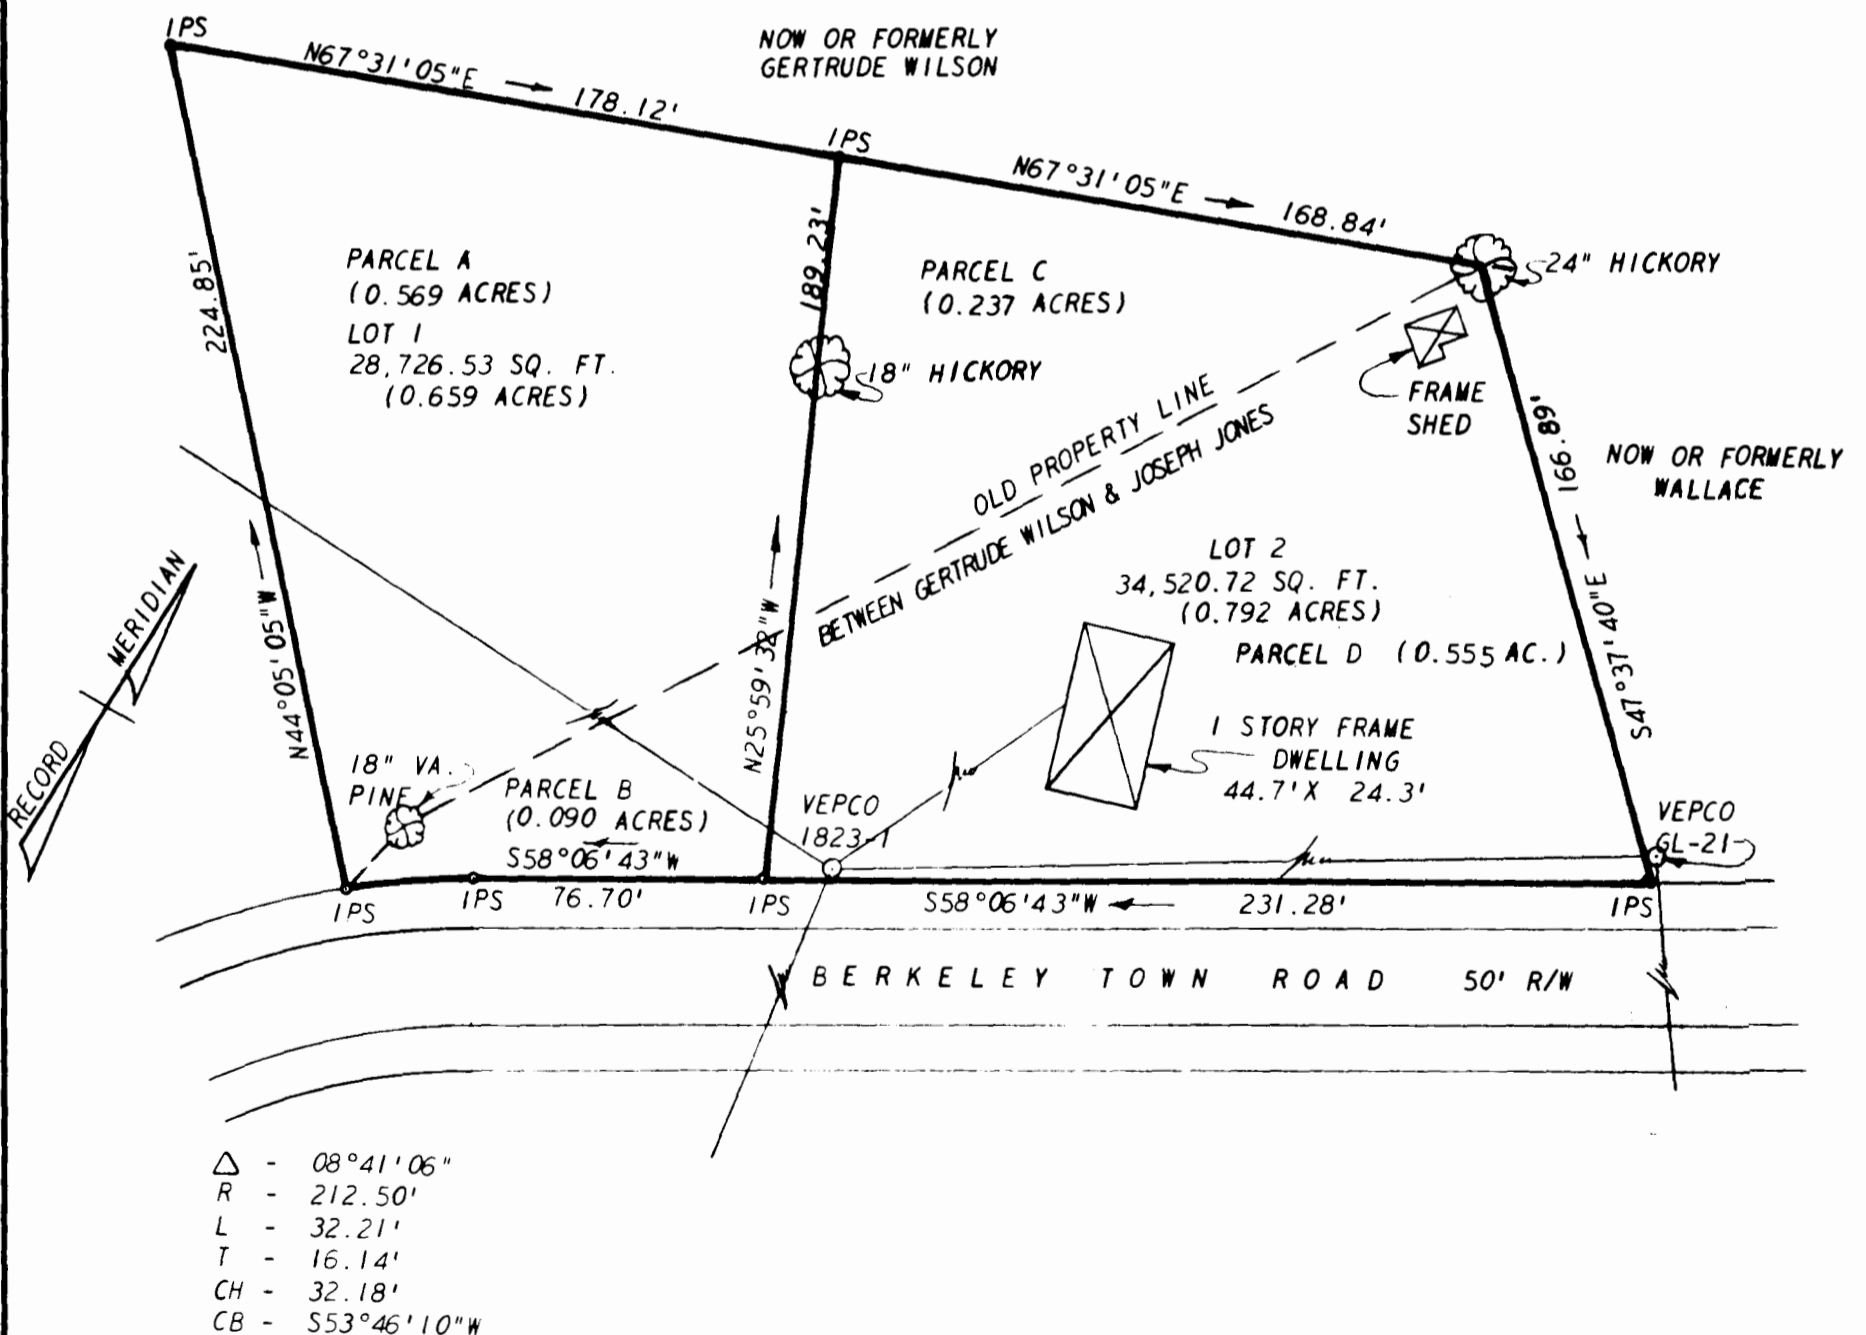 IPS
NOW OR FORMERLY
GERTRUDE WILSON
N67°31'05"E
178.12'
IPS
N67°31'05"E
168.84'
24" HICKORY
224.85'
PARCEL A
(0.569 ACRES)
LOT 1
28,726.53 SQ. FT.
(0.659 ACRES)
189.23'
PARCEL C
(0.237 ACRES)
18" HICKORY
FRAME
SHED
166.89'
NOW OR FORMERLY
WALLACE
OLD PROPERTY LINE
BETWEEN GERTRUDE WILSON & JOSEPH JONES
LOT 2
34,520.72 SQ. FT.
(0.792 ACRES)
PARCEL D (0.555 AC.)
S47°37'40"E
RECORD MERIDIAN
N44°05'05"W
N25°59'32"W
1 STORY FRAME
DWELLING
44.7'X 24.3'
18" VA.
PINE
PARCEL B
(0.090 ACRES)
S58°06'43"W
76.70'
VEPCO
1823-1
VEPCO
GL-21
IPS
IPS
IPS
S58°06'43"W
231.28'
IPS
BERKELEY TOWN ROAD 50' R/W
Δ - 08°41'06"
R - 212.50'
L - 32.21'
T - 16.14'
CH - 32.18'
CB - S53°46'10"W